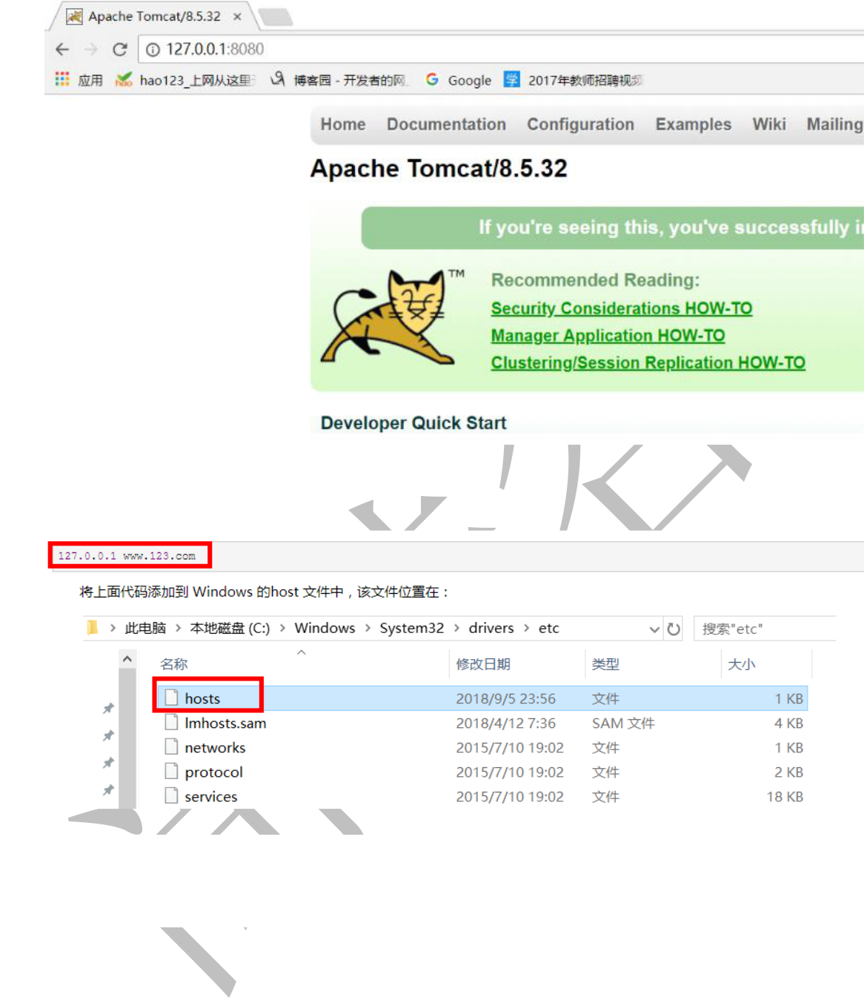 Apache Tomcat/8.5.32
127.0.0.1:8080
应用 hao123_上网从这里 博客园 - 开发者的网 Google 学 2017年教师招聘视频
Home Documentation Configuration Examples Wiki Mailing
Apache Tomcat/8.5.32
If you're seeing this, you've successfully i
TM
Recommended Reading:
Security Considerations HOW-TO
Manager Application HOW-TO
Clustering/Session Replication HOW-TO
Developer Quick Start
127.0.0.1 www.123.com
将上面代码添加到 Windows 的host 文件中，该文件位置在：
此电脑 > 本地磁盘 (C:) > Windows > System32 > drivers > etc 搜索"etc"
名称 修改日期 类型 大小
hosts 2018/9/5 23:56 文件 1 KB
lmhosts.sam 2018/4/12 7:36 SAM 文件 4 KB
networks 2015/7/10 19:02 文件 1 KB
protocol 2015/7/10 19:02 文件 2 KB
services 2015/7/10 19:02 文件 18 KB